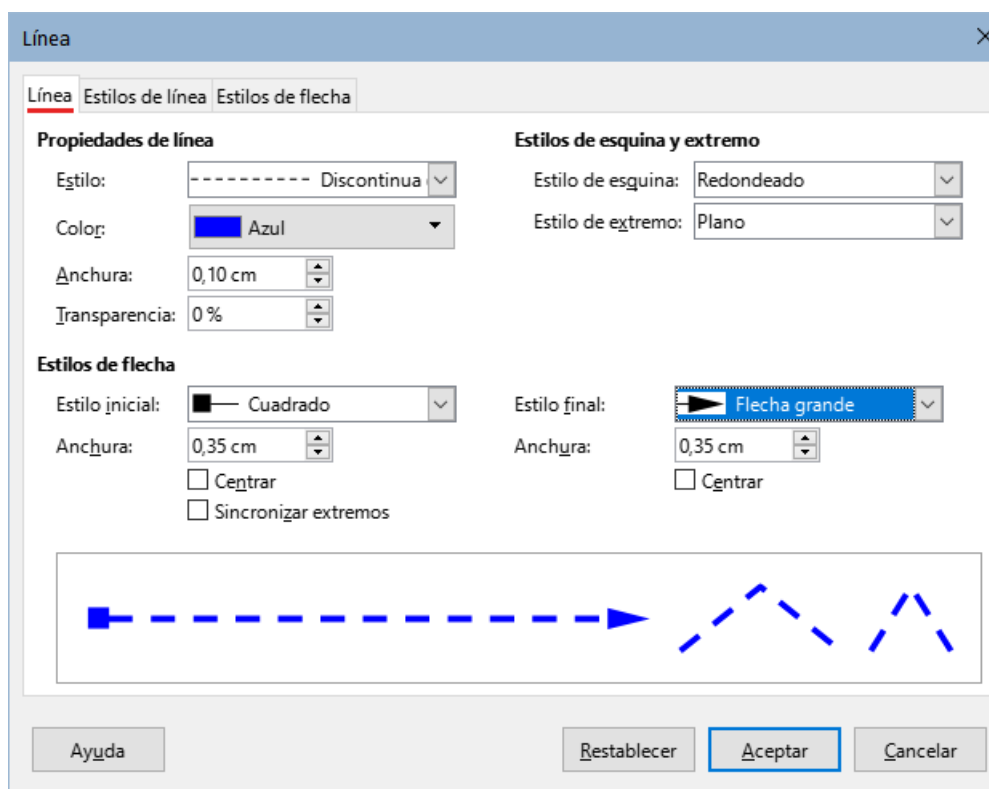 Línea
Línea Estilos de línea Estilos de flecha
Propiedades de línea
Estilo: Discontinua
Color: Azul
Anchura: 0,10 cm
Transparencia: 0 %
Estilos de esquina y extremo
Estilo de esquina: Redondeado
Estilo de extremo: Plano
Estilos de flecha
Estilo inicial: Cuadrado
Anchura: 0,35 cm
Centrar
Sincronizar extremos
Estilo final: Flecha grande
Anchura: 0,35 cm
Centrar
Ayuda Restablecer Aceptar Cancelar